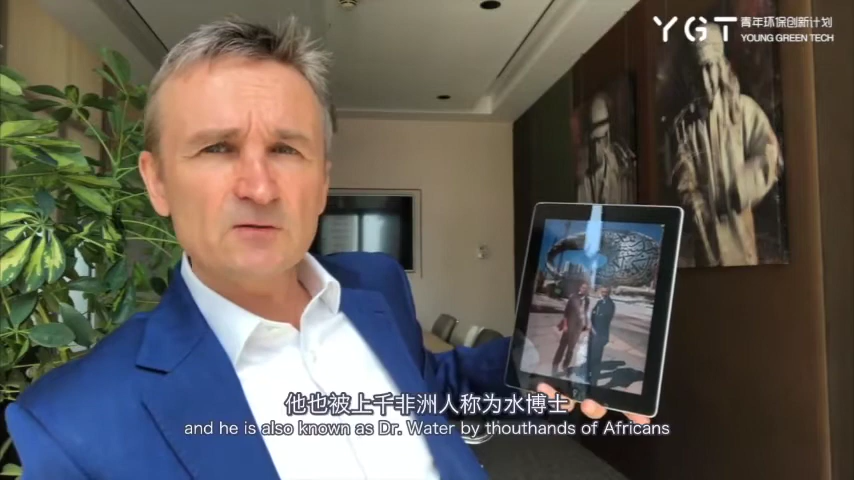 YGT 青年环保创新计划
YOUNG GREEN TECH
他也被上千非洲人称为水博士
and he is also known as Dr. Water by thouthands of Africans